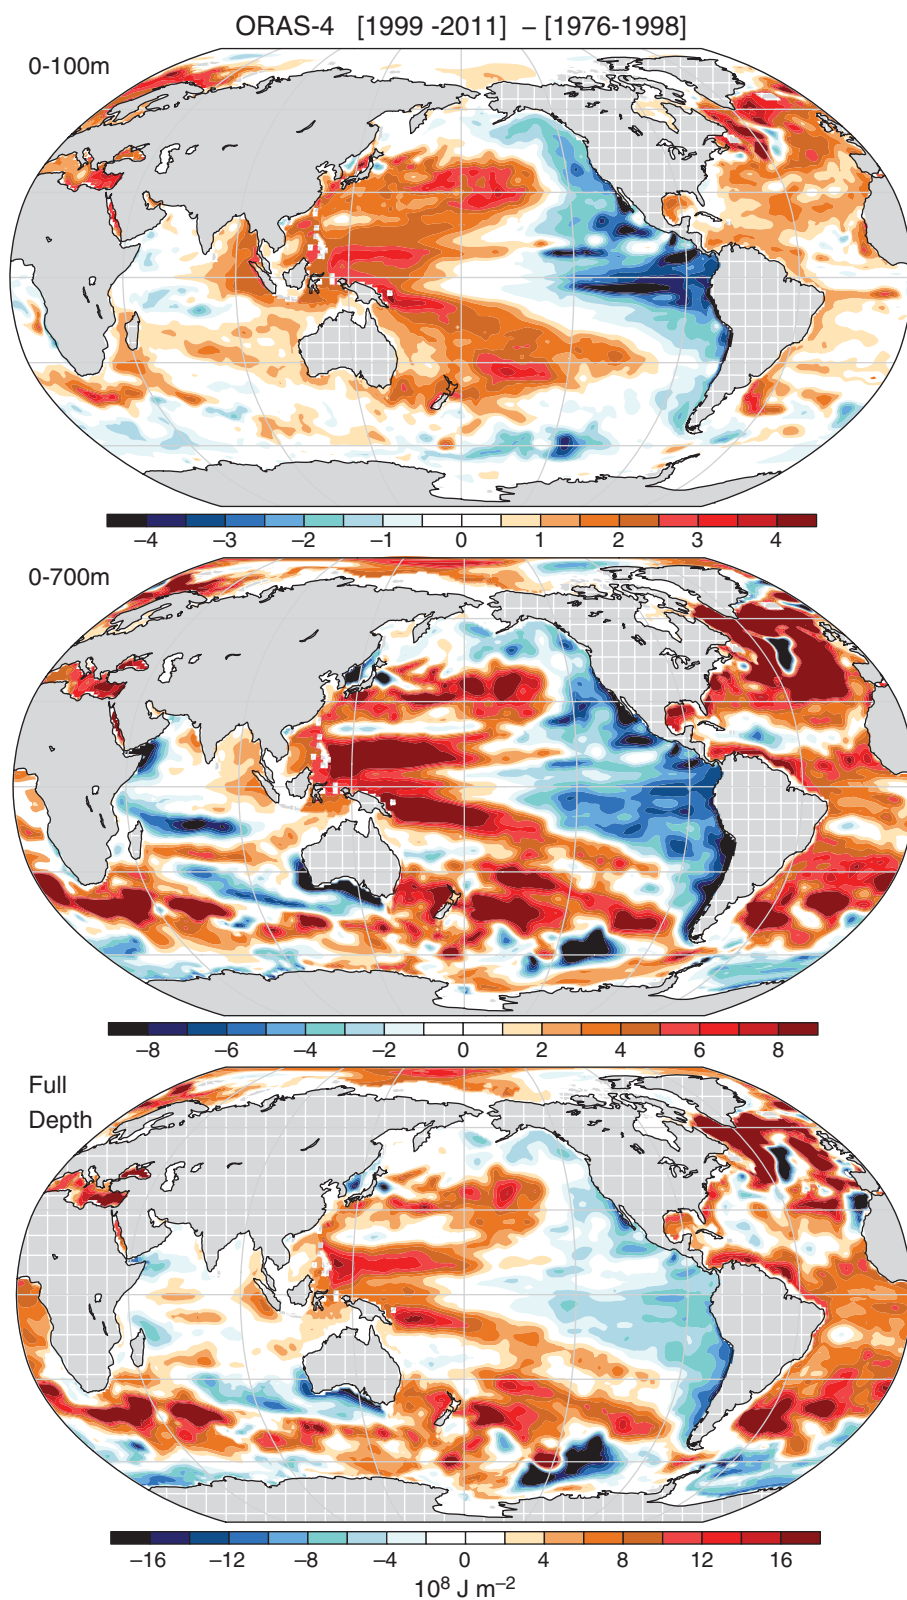 ORAS-4 [1999 -2011] – [1976-1998]
0-100m
−4 −3 −2 −1 0 1 2 3 4
0-700m
−8 −6 −4 −2 0 2 4 6 8
Full
Depth
−16 −12 −8 −4 0 4 8 12 16
10⁸ J m⁻²